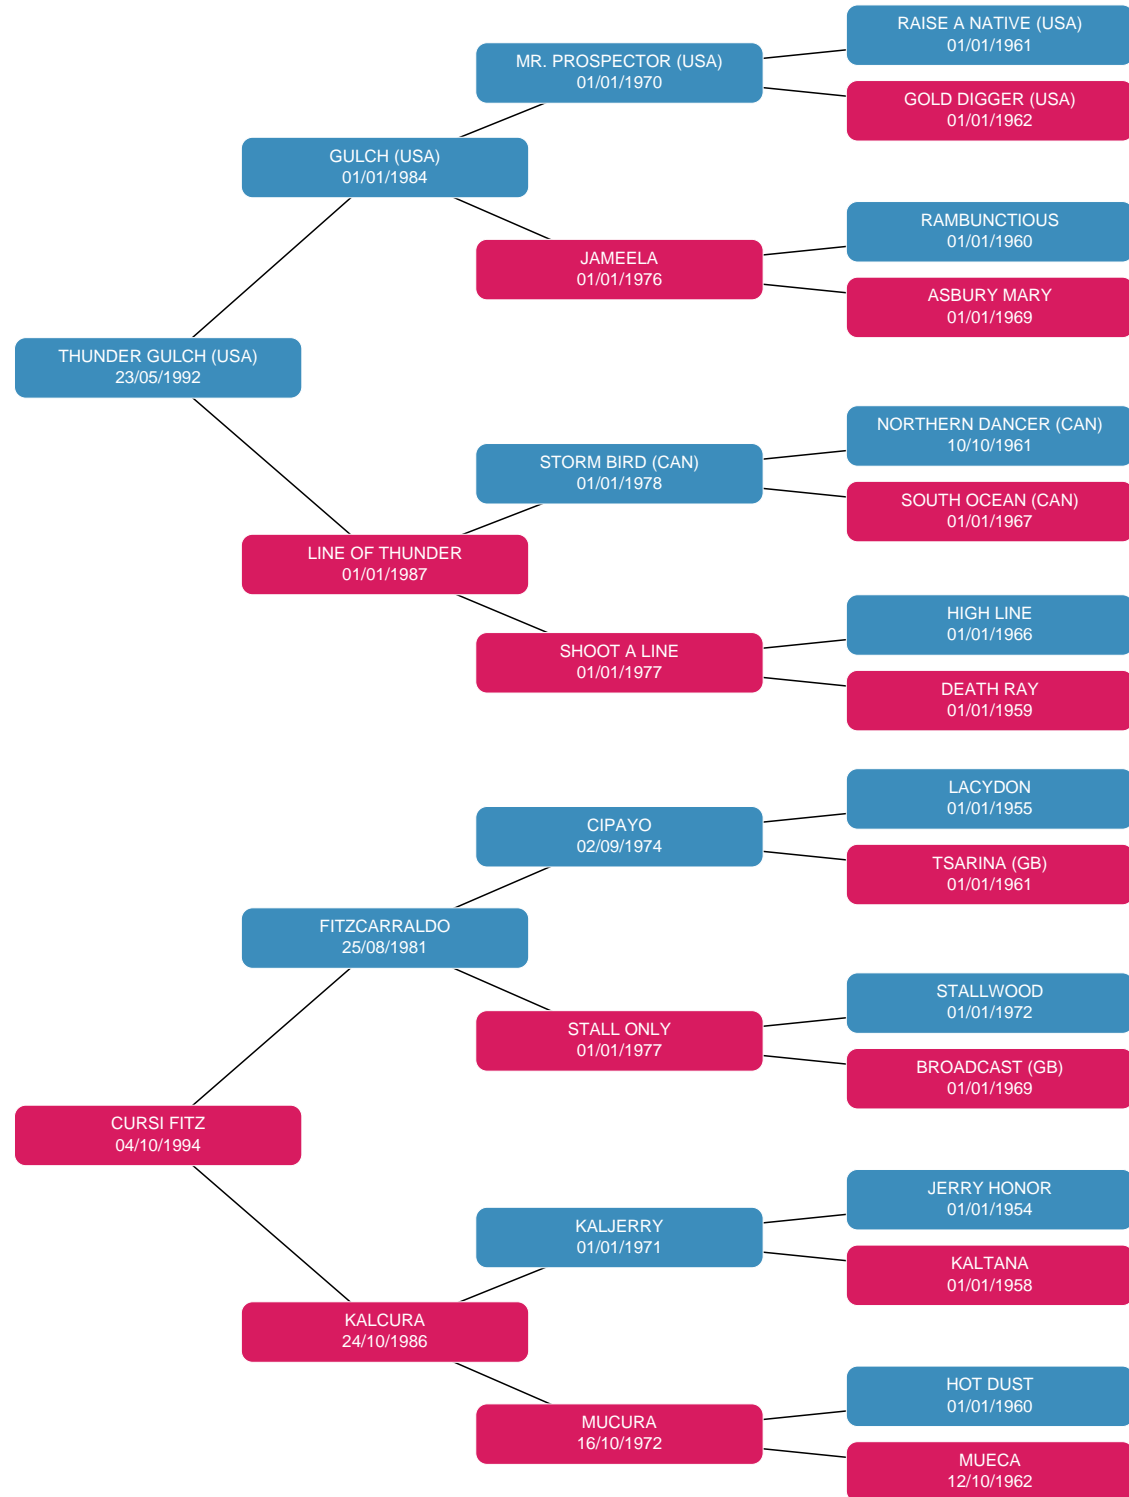 RAISE A NATIVE (USA)
01/01/1961
MR. PROSPECTOR (USA)
01/01/1970
GOLD DIGGER (USA)
01/01/1962
GULCH (USA)
01/01/1984
RAMBUNCTIOUS
01/01/1960
JAMEELA
01/01/1976
ASBURY MARY
01/01/1969
THUNDER GULCH (USA)
23/05/1992
NORTHERN DANCER (CAN)
10/10/1961
STORM BIRD (CAN)
01/01/1978
SOUTH OCEAN (CAN)
01/01/1967
LINE OF THUNDER
01/01/1987
HIGH LINE
01/01/1966
SHOOT A LINE
01/01/1977
DEATH RAY
01/01/1959
LACYDON
01/01/1955
CIPAYO
02/09/1974
TSARINA (GB)
01/01/1961
FITZCARRALDO
25/08/1981
STALLWOOD
01/01/1972
STALL ONLY
01/01/1977
BROADCAST (GB)
01/01/1969
CURSI FITZ
04/10/1994
JERRY HONOR
01/01/1954
KALJERRY
01/01/1971
KALTANA
01/01/1958
KALCURA
24/10/1986
HOT DUST
01/01/1960
MUCURA
16/10/1972
MUECA
12/10/1962